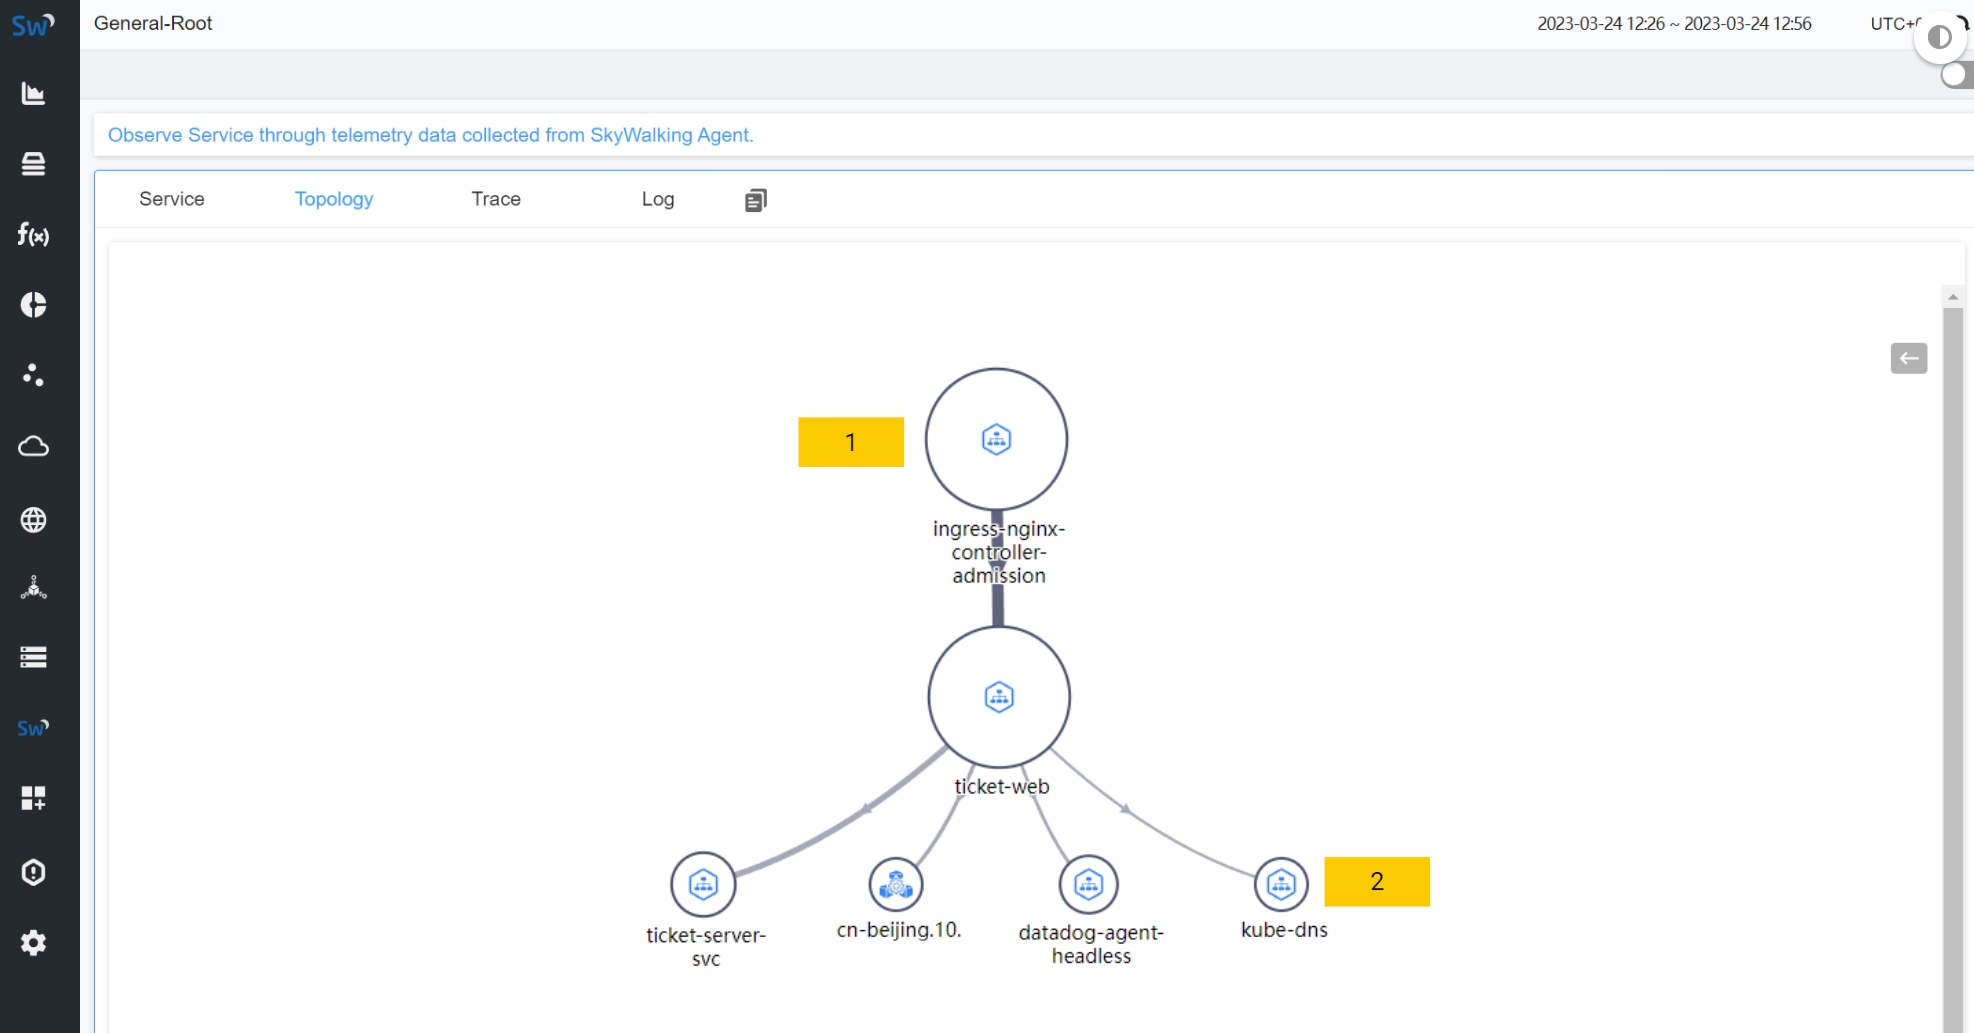 Sw
General-Root
2023-03-24 12:26 ~ 2023-03-24 12:56
Observe Service through telemetry data collected from SkyWalking Agent.
Service
Topology
Trace
Log
f(x)
1
ingress-nginx-
controller-
admission
ticket-web
Sw
2
ticket-server-
svc
cn-beijing.10.
datadog-agent-
headless
kube-dns